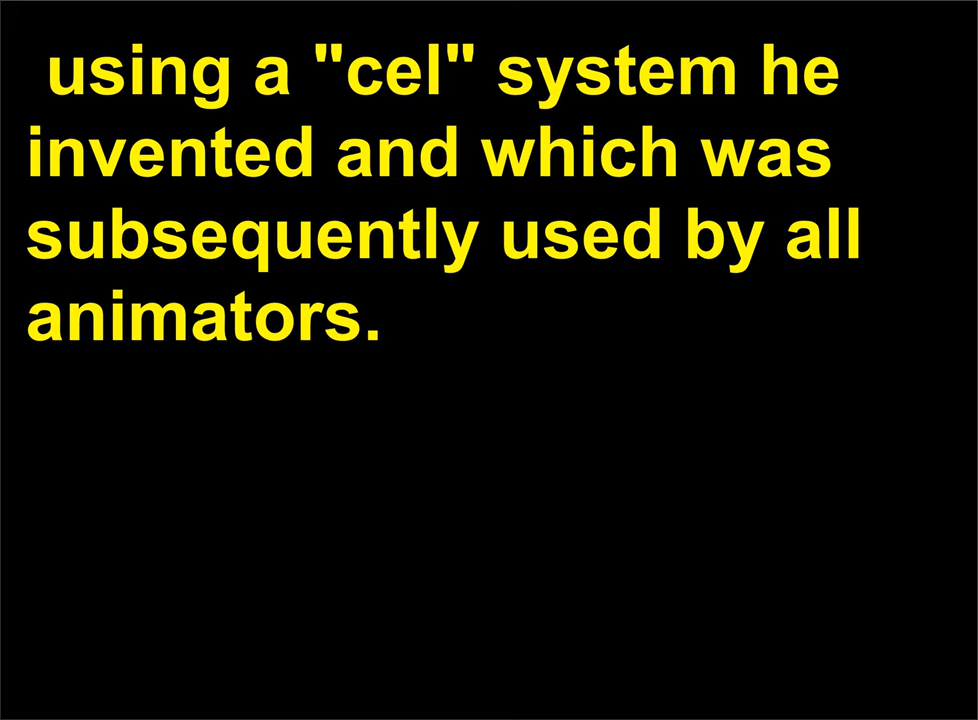 using a "cel" system he
invented and which was
subsequently used by all
animators.